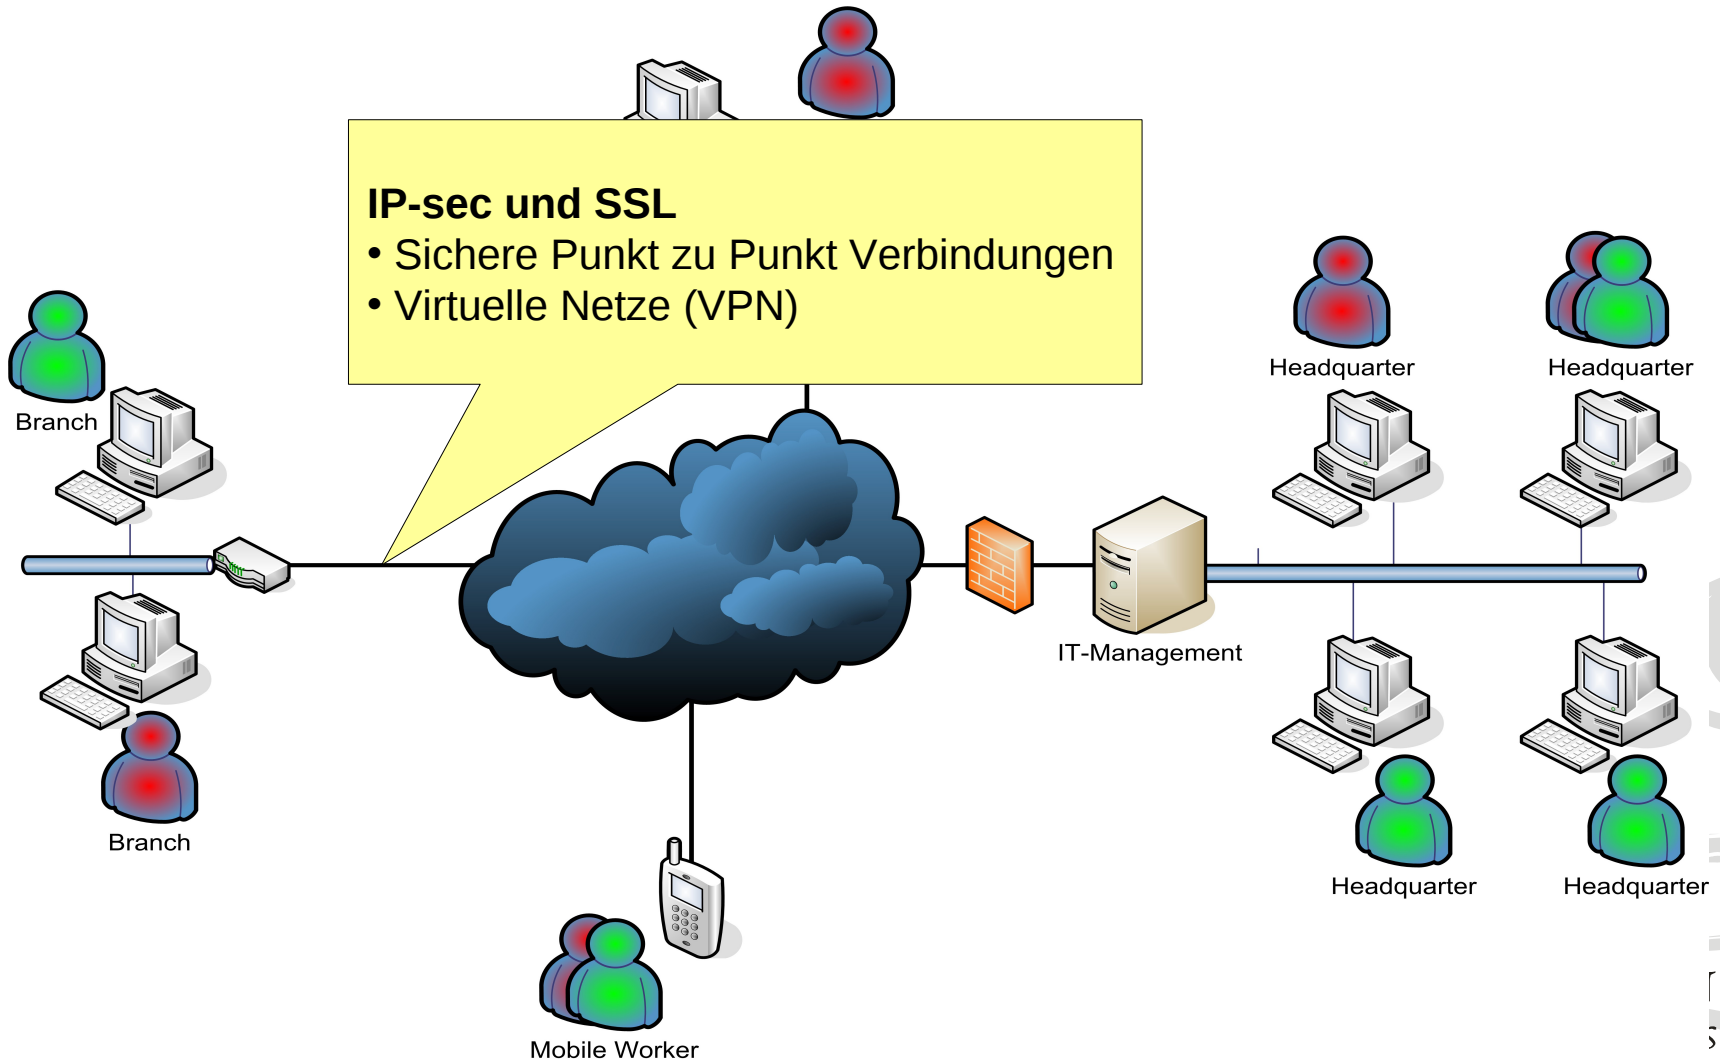 IP-sec und SSL
• Sichere Punkt zu Punkt Verbindungen
• Virtuelle Netze (VPN)
Headquarter
Headquarter
Branch
IT-Management
Branch
Headquarter
Headquarter
Mobile Worker